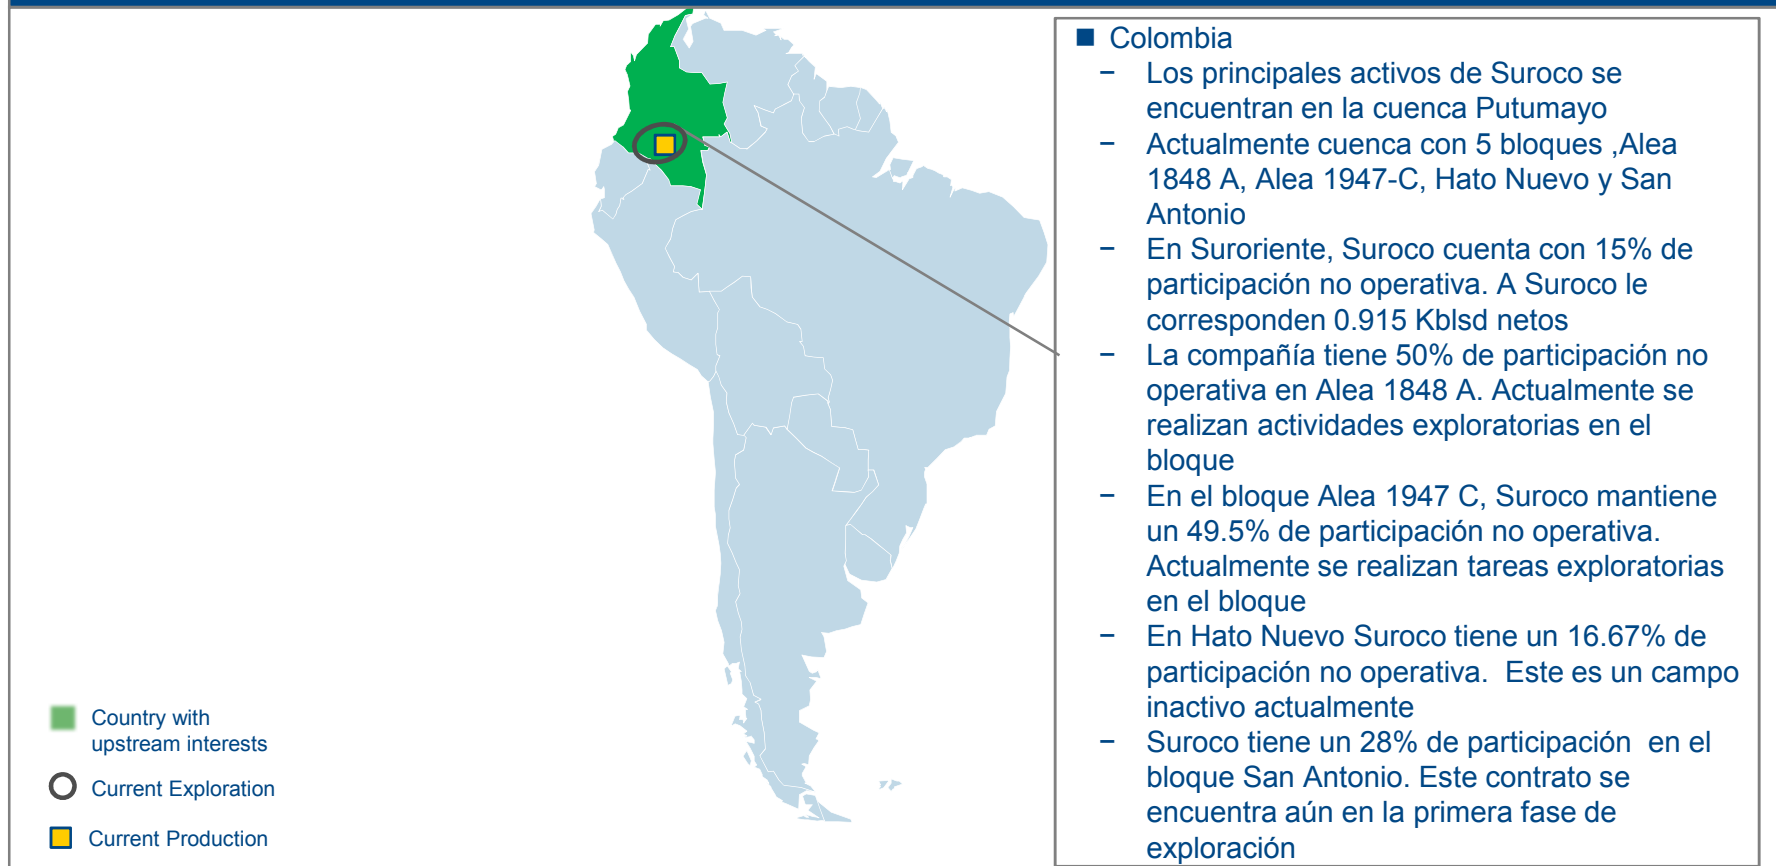 Colombia
− Los principales activos de Suroco se
encuentran en la cuenca Putumayo
− Actualmente cuenca con 5 bloques ,Alea
1848 A, Alea 1947-C, Hato Nuevo y San
Antonio
− En Suroriente, Suroco cuenta con 15% de
participación no operativa. A Suroco le
corresponden 0.915 Kblsd netos
− La compañía tiene 50% de participación no
operativa en Alea 1848 A. Actualmente se
realizan actividades exploratorias en el
bloque
− En el bloque Alea 1947 C, Suroco mantiene
un 49.5% de participación no operativa.
Actualmente se realizan tareas exploratorias
en el bloque
− En Hato Nuevo Suroco tiene un 16.67% de
participación no operativa. Este es un campo
inactivo actualmente
− Suroco tiene un 28% de participación en el
bloque San Antonio. Este contrato se
encuentra aún en la primera fase de
exploración
Country with
upstream interests
Current Exploration
Current Production